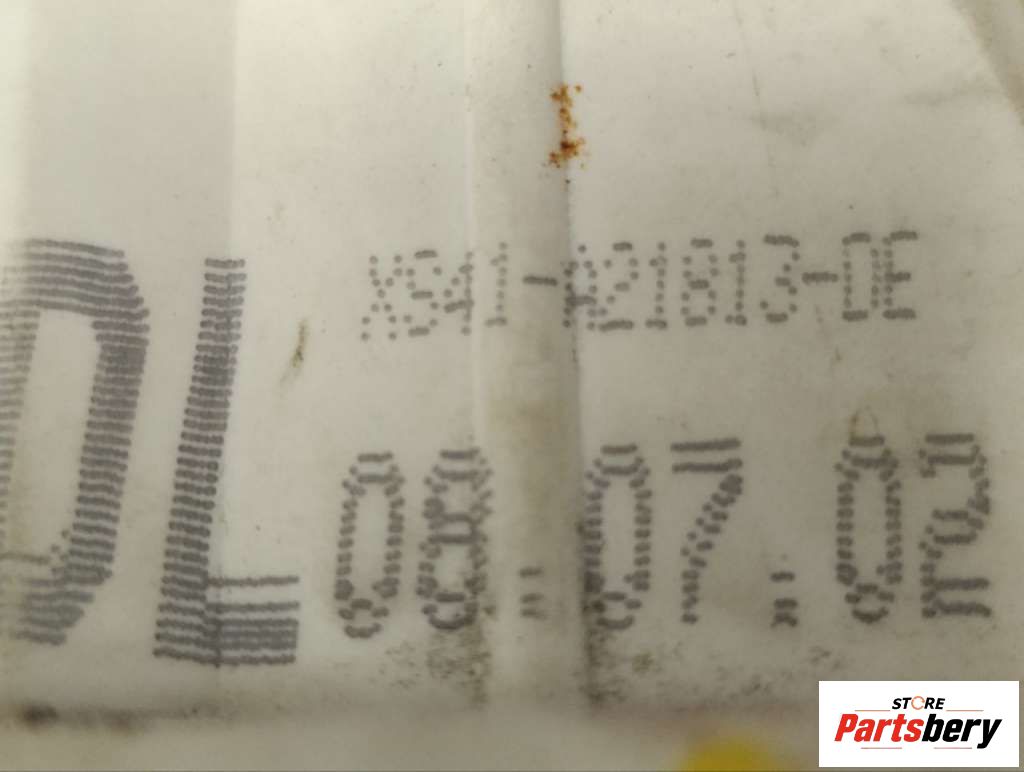 DL
XS41-A21813-DE
08.07.02
STORE
Partsbery